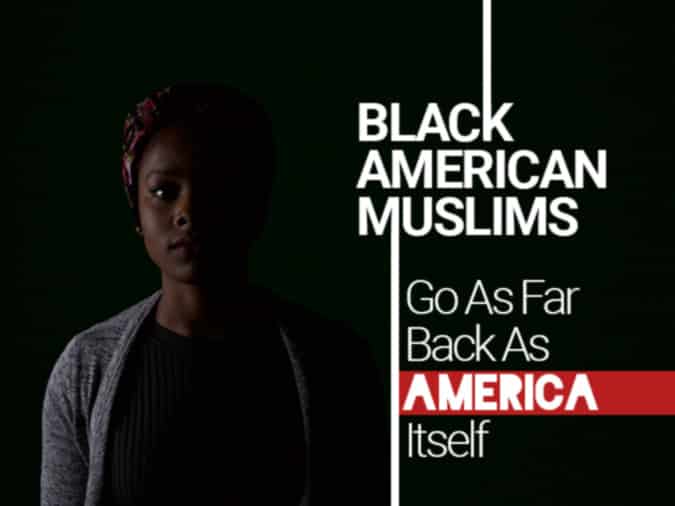 BLACK
AMERICAN
MUSLIMS
Go As Far
Back As
AMERICA
Itself